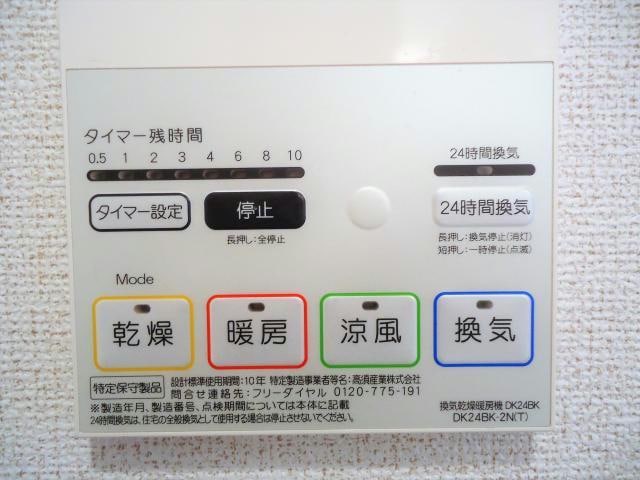 タイマー残時間
0.5 1 2 3 4 6 8 10
24時間換気
タイマー設定
停止
24時間換気
長押し:全停止
長押し:換気停止(消灯)
短押し:一時停止(点滅)
Mode
乾燥
暖房
涼風
換気
特定保守製品
設計標準使用期間:10年 特定製造事業者等名:高須産業株式会社
問合せ連絡先:フリーダイヤル 0120-775-191
※製造年月、製造番号、点検期間については本体に記載
24時間換気は、住宅の全般換気として使用する場合は停止させないでください。
換気乾燥暖房機 DK24BK
DK24BK-2N(T)